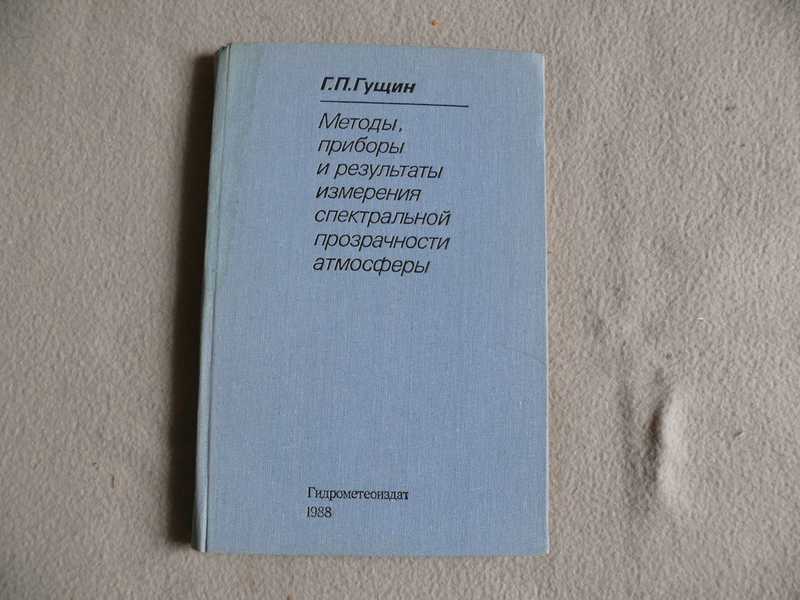 Г.П.Гущин
Методы,
приборы
и результаты
измерения
спектральной
прозрачности
атмосферы
Гидрометеоиздат
1988